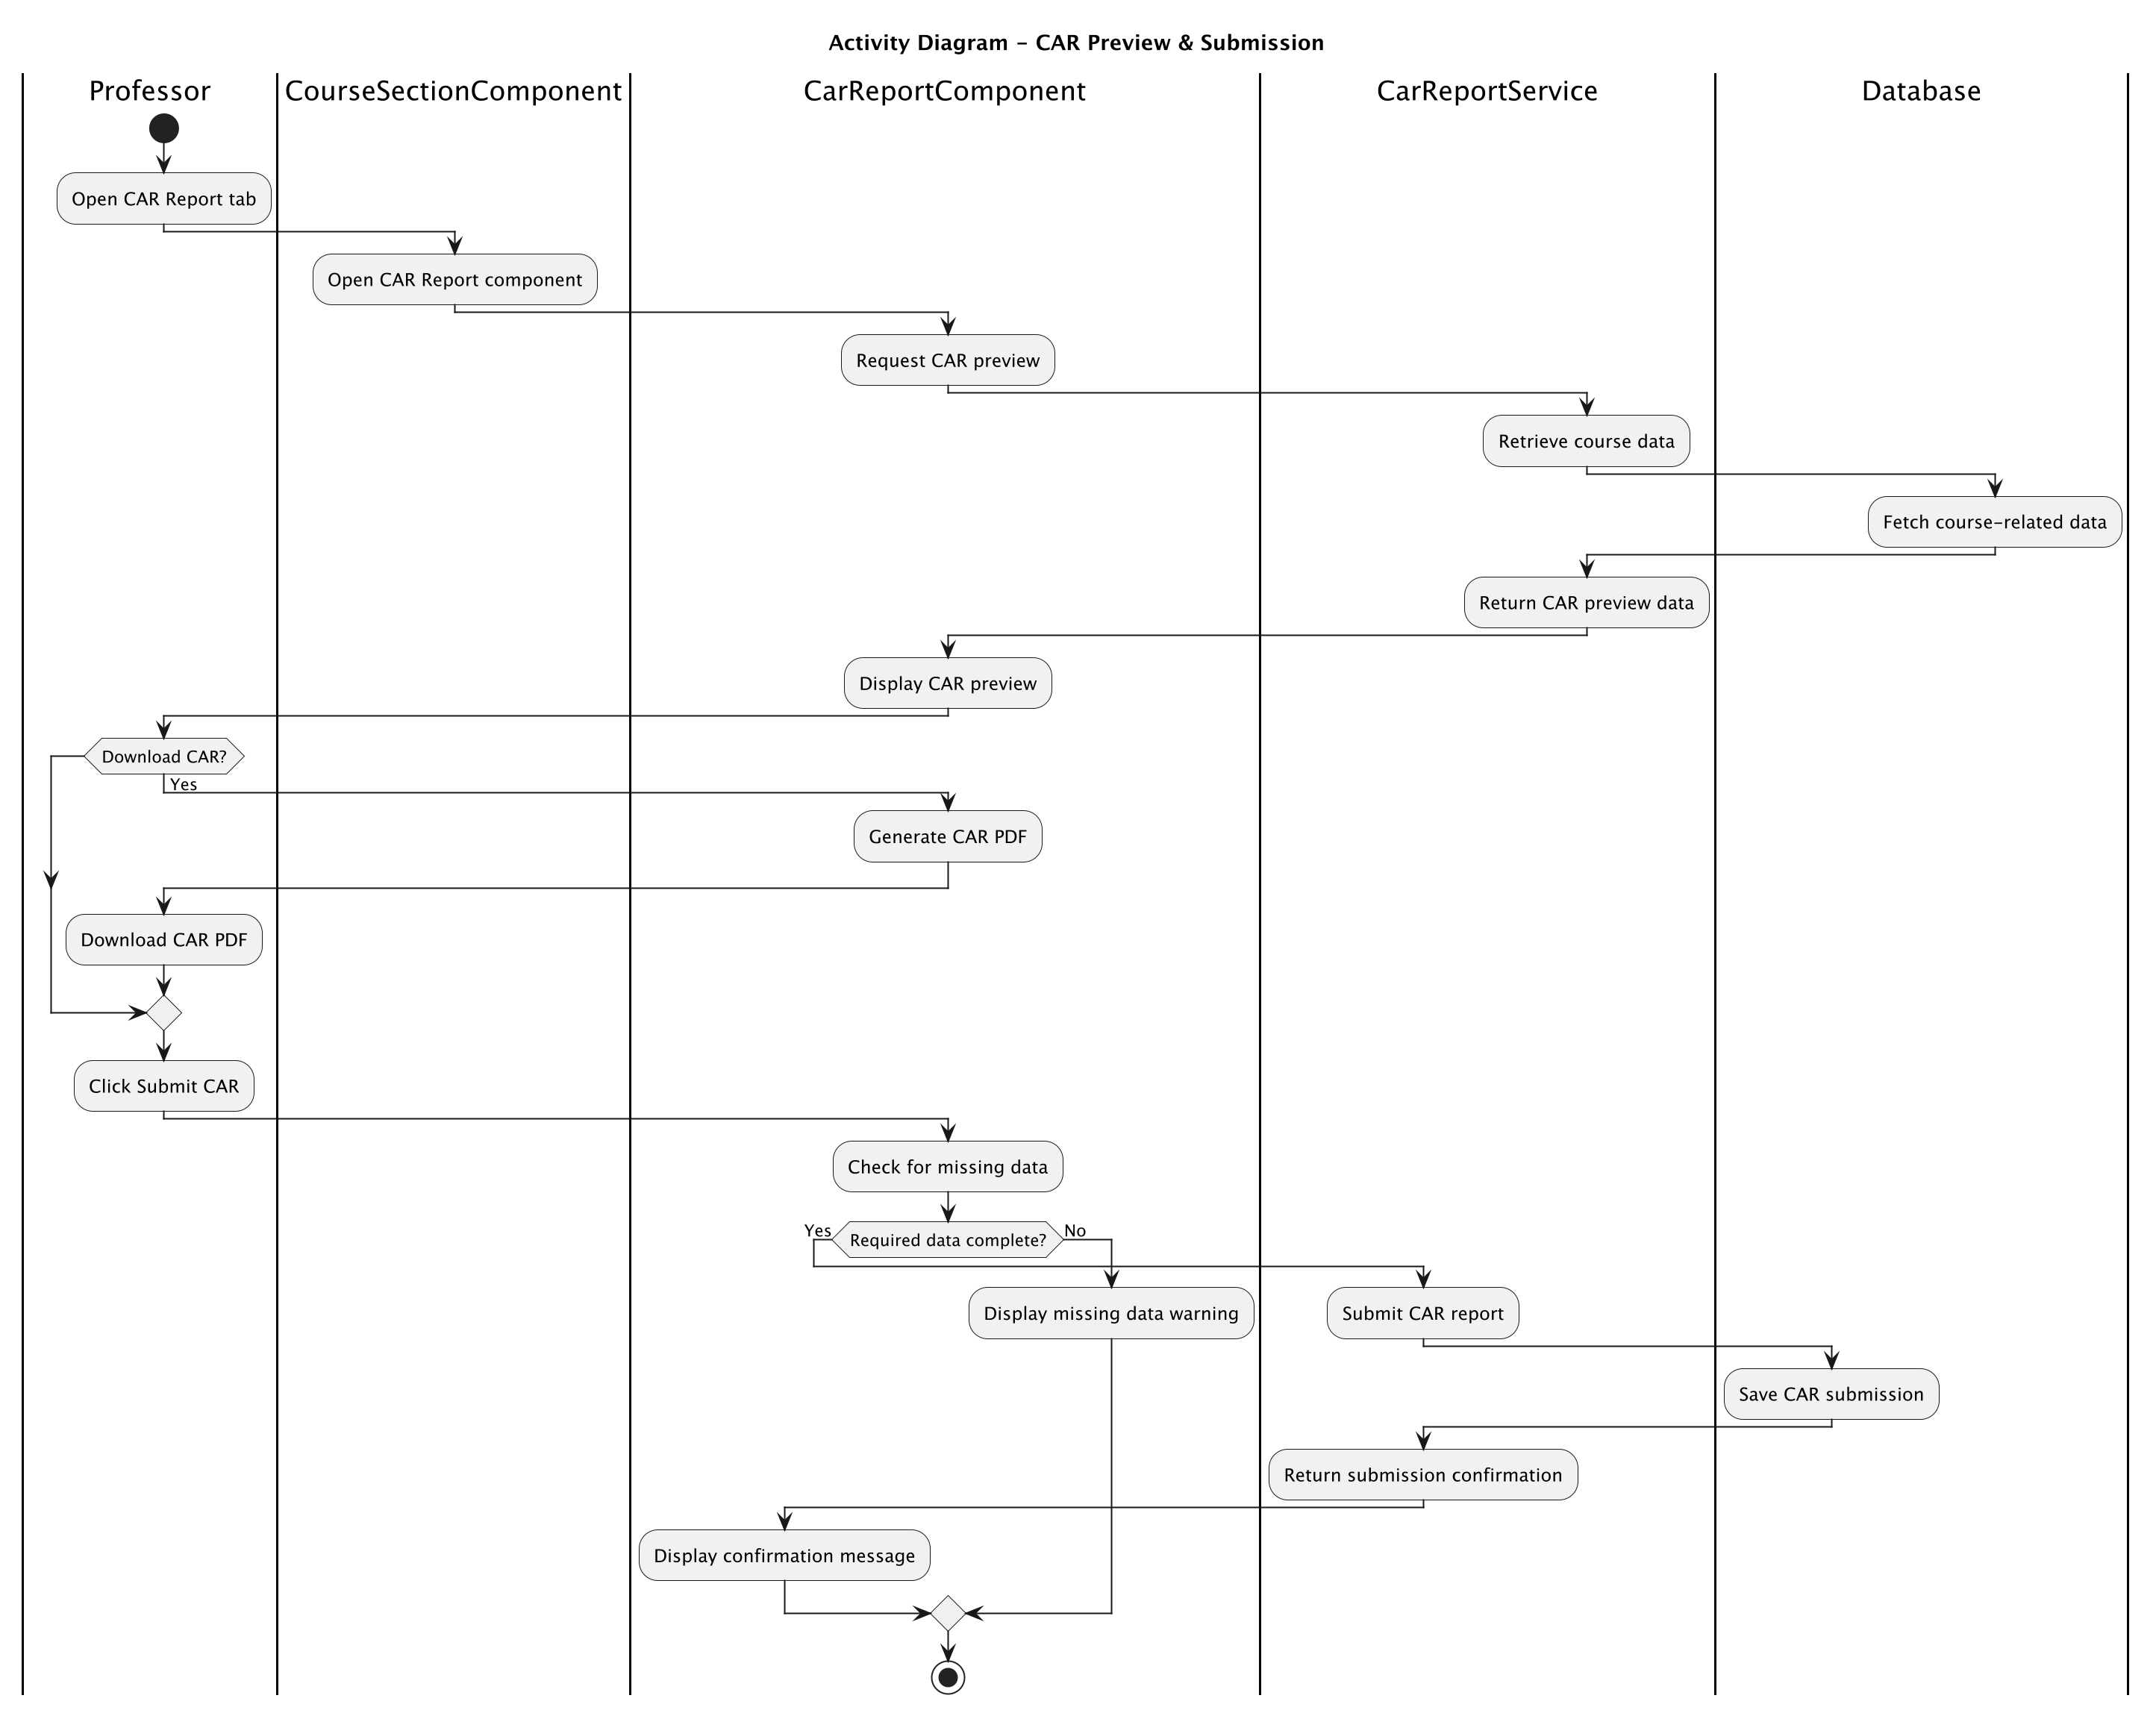 Activity Diagram - CAR Preview & Submission
Professor
CourseSectionComponent
CarReportComponent
CarReportService
Database
Open CAR Report tab
Open CAR Report component
Request CAR preview
Retrieve course data
Fetch course-related data
Return CAR preview data
Display CAR preview
Download CAR?
Yes
Generate CAR PDF
Download CAR PDF
Click Submit CAR
Check for missing data
Yes
Required data complete?
No
Display missing data warning
Submit CAR report
Save CAR submission
Return submission confirmation
Display confirmation message